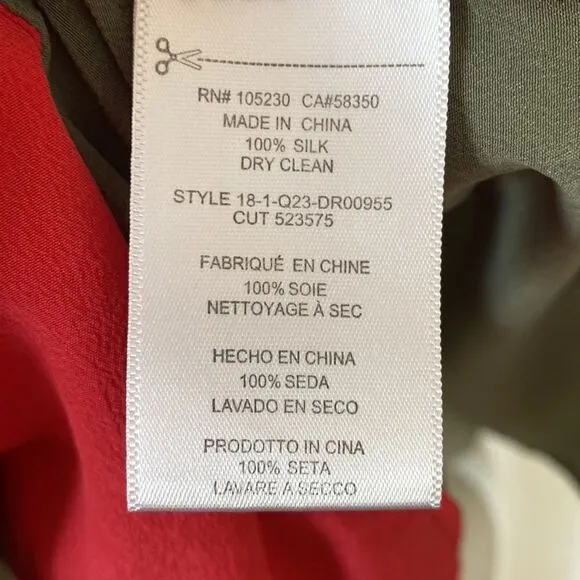 RN# 105230 CA#58350
MADE IN CHINA
100% SILK
DRY CLEAN
STYLE 18-1-Q23-DR00955
CUT 523575
FABRIQUÉ EN CHINE
100% SOIE
NETTOYAGE À SEC
HECHO EN CHINA
100% SEDA
LAVADO EN SECO
PRODOTTO IN CINA
100% SETA
LAVARE A SECCO